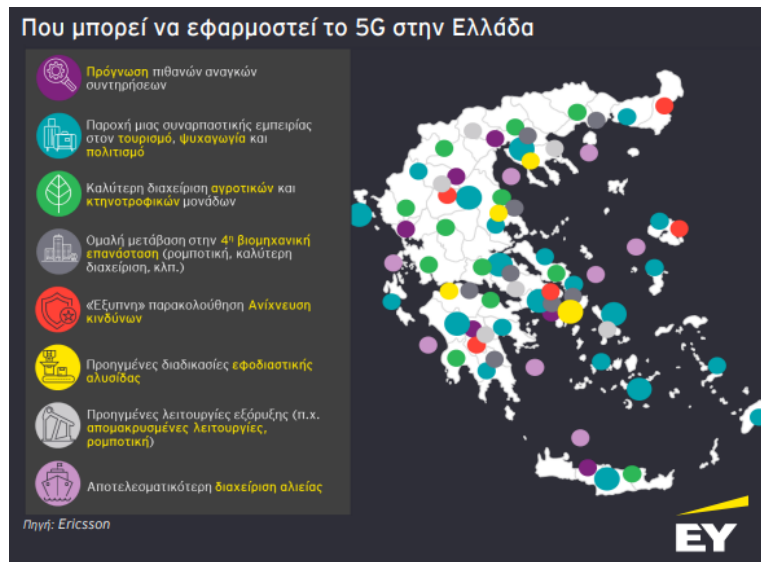 Που μπορεί να εφαρμοστεί το 5G στην Ελλάδα
Πρόγνωση πιθανών αναγκών
συντηρήσεων
Παροχή μιας συναρπαστικής εμπειρίας
στον τουρισμό, ψυχαγωγία και
πολιτισμό
Καλύτερη διαχείριση αγροτικών και
κτηνοτροφικών μονάδων
Ομαλή μετάβαση στην 4η βιομηχανική
επανάσταση (ρομποτική, καλύτερη
διαχείριση, κλπ.)
«Έξυπνη» παρακολούθηση Ανίχνευση
κινδύνων
Προηγμένες διαδικασίες εφοδιαστικής
αλυσίδας
Προηγμένες λειτουργίες εξόρυξης (π.χ.
απομακρυσμένες λειτουργίες,
ρομποτική)
Αποτελεσματικότερη διαχείριση αλιείας
Πηγή: Ericsson
EY